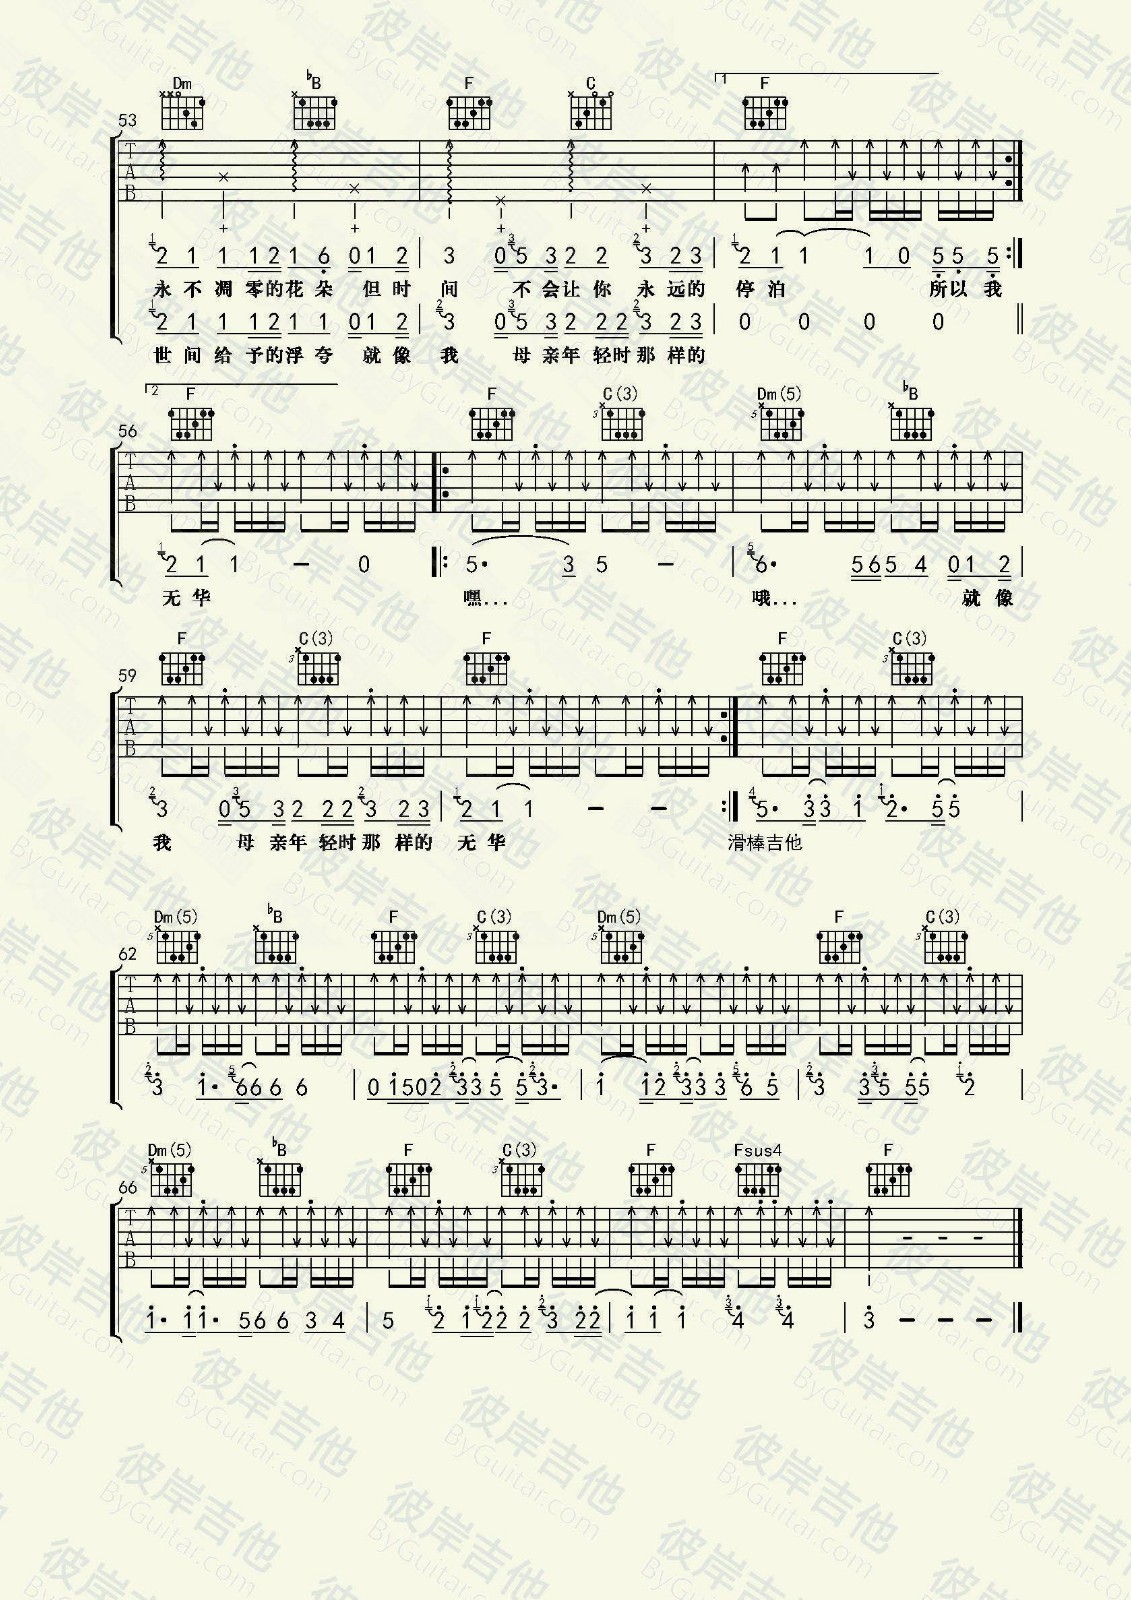 Dm ♭B F C 1 F
53
TAB
2 1 1 1 2 1 6 0 1 2 3 0 5 3 2 2 3 2 3 2 1 1 1 0 5 5 5
永不凋零的花朵 但时间 不会让你永远的停泊 所以我
2 1 1 1 2 1 1 0 1 2 3 0 5 3 2 2 2 3 2 3 0 0 0 0
世间给予的浮夸 就像我 母亲年轻时那样的
2 F F C(3) Dm(5) ♭B
56
TAB
2 1 1 - 0 5· 3 5 - 6· 5 6 5 4 0 1 2
无华 嘿... 哦... 就像
F C(3) F F C(3)
59
TAB
3 0 5 3 2 2 2 3 2 3 2 1 1 - - 5· 3 3 1 2· 5 5
我 母亲年轻时那样的无华 滑棒吉他
Dm(5) ♭B F C(3) Dm(5) F C(3)
62
TAB
3 1· 6 6 6 6 6 0 1 5 0 2 3 3 5 5 3· 1 1 2 3 3 3 6 5 3 3 5 5 5 2
Dm(5) ♭B F C(3) F Fsus4 F
66
TAB
1· 1 1· 5 6 6 3 4 5 2 1 2 2 2 3 2 2 1 1 1 4 4 3 - - -